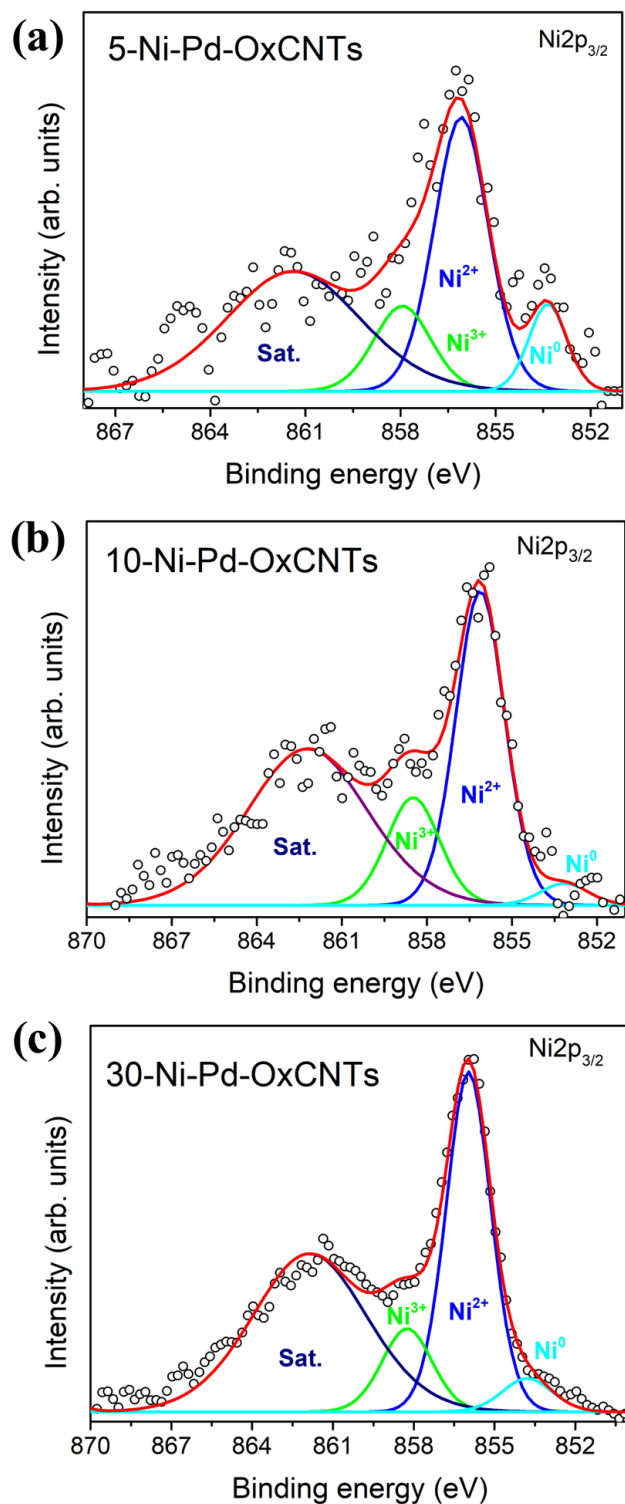 (a)
5-Ni-Pd-OxCNTs
Ni2p3/2
Intensity (arb. units)
Ni2+
Ni3+
Ni0
Sat.
867 864 861 858 855 852
Binding energy (eV)
(b)
10-Ni-Pd-OxCNTs
Ni2p3/2
Intensity (arb. units)
Ni2+
Ni3+
Sat.
Ni0
870 867 864 861 858 855 852
Binding energy (eV)
(c)
30-Ni-Pd-OxCNTs
Ni2p3/2
Intensity (arb. units)
Ni3+
Ni2+
Sat.
Ni0
870 867 864 861 858 855 852
Binding energy (eV)